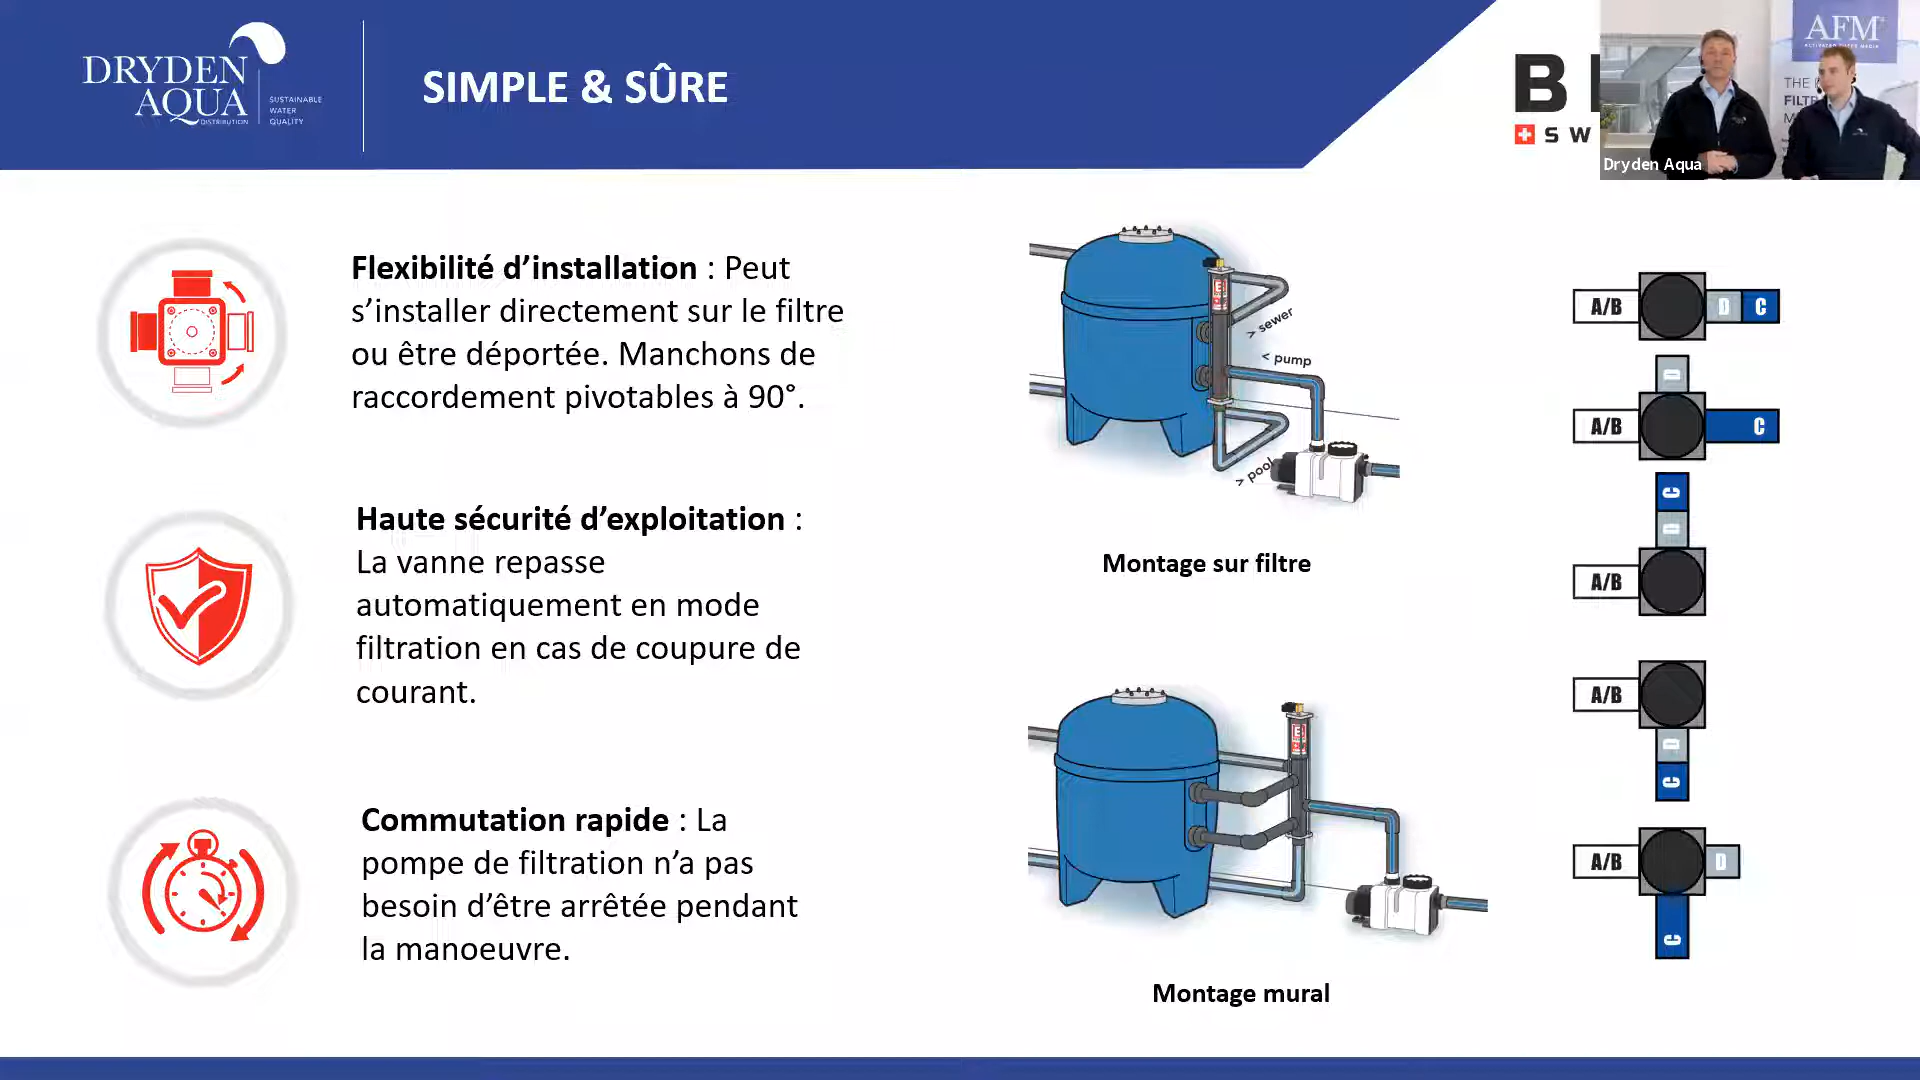 DRYDEN
AQUA
DISTRIBUTION
SUSTAINABLE
WATER
QUALITY
SIMPLE & SÛRE
B
SW
AFM
THE
FILT
M
Dryden Aqua
Flexibilité d’installation : Peut
s’installer directement sur le filtre
ou être déportée. Manchons de
raccordement pivotables à 90°.
Haute sécurité d’exploitation :
La vanne repasse
automatiquement en mode
filtration en cas de coupure de
courant.
Commutation rapide : La
pompe de filtration n’a pas
besoin d’être arrêtée pendant
la manoeuvre.
> sewer
< pump
> pool
Montage sur filtre
Montage mural
A/B D C
D
A/B C
C
D
A/B
A/B
D
C
A/B D
C